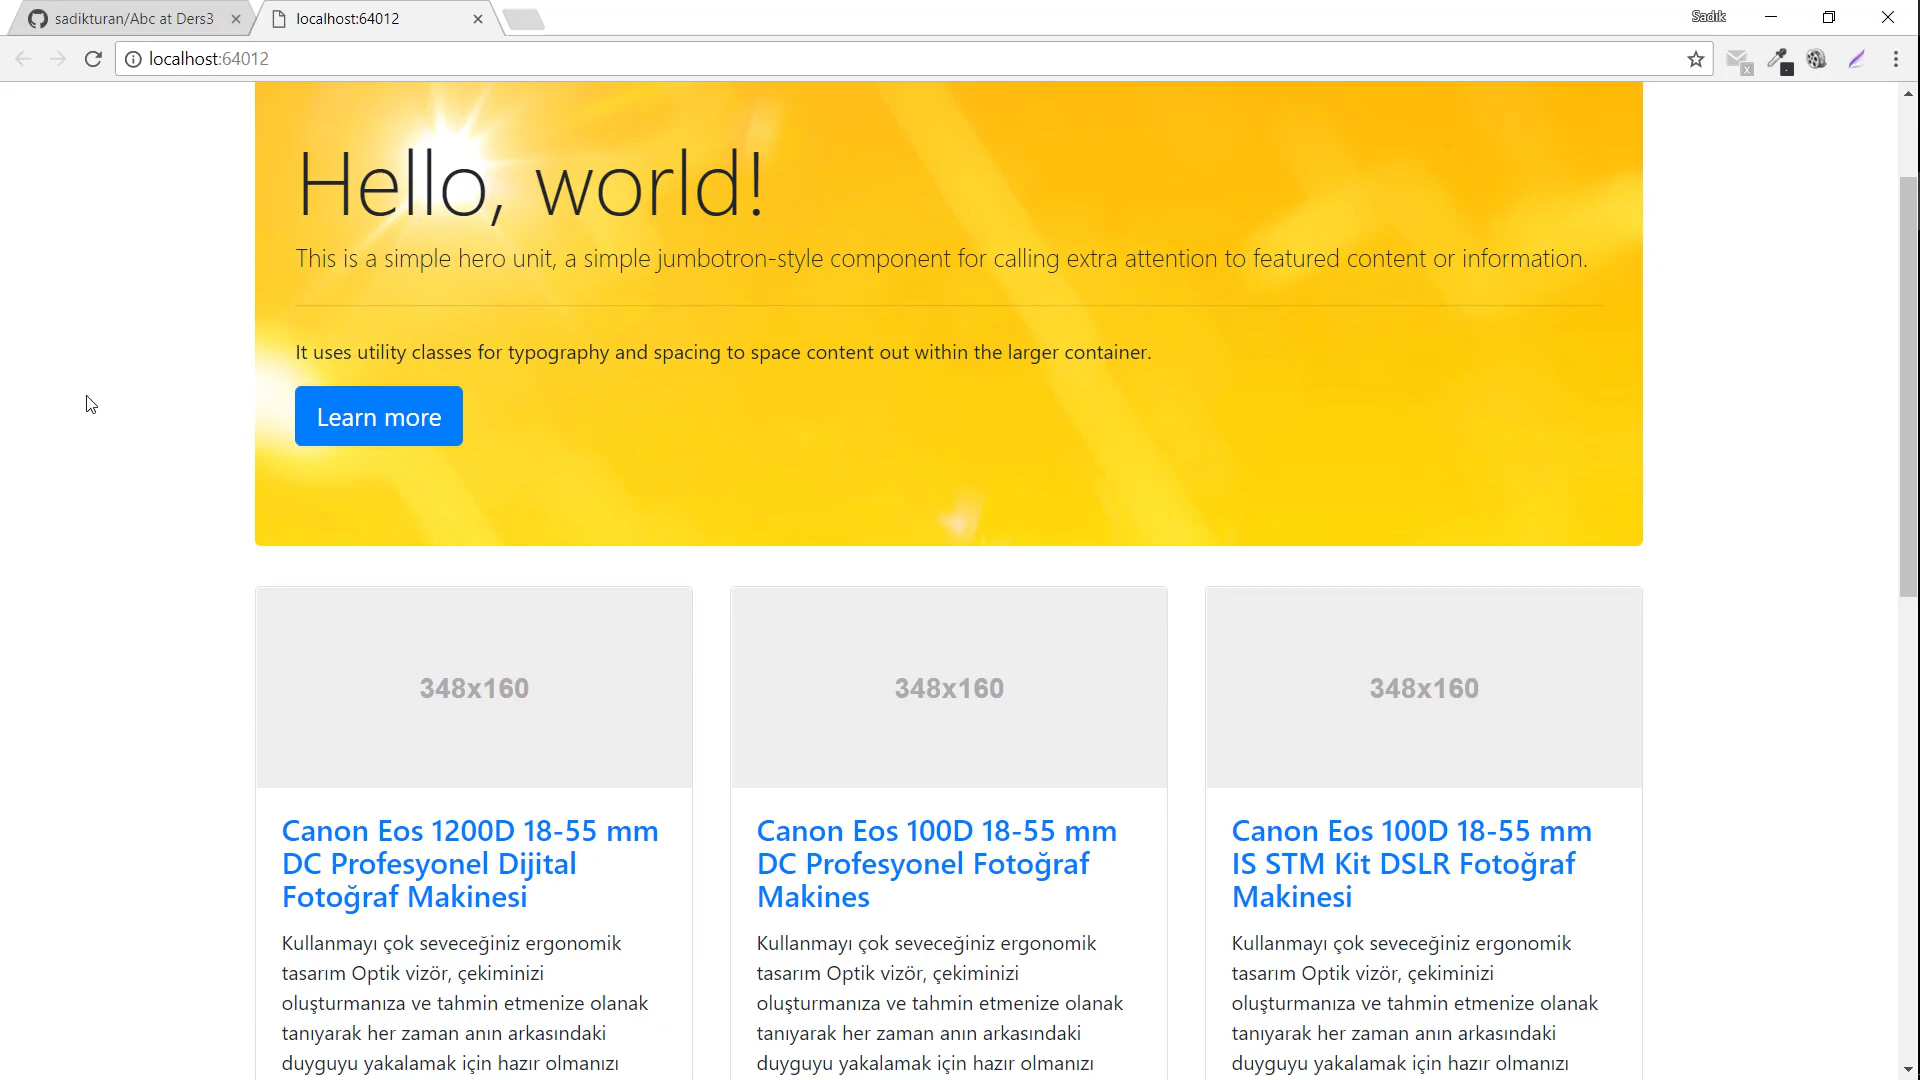 sadikturan/Abc at Ders3
localhost:64012
Sadık
localhost:64012
Hello, world!
This is a simple hero unit, a simple jumbotron-style component for calling extra attention to featured content or information.
It uses utility classes for typography and spacing to space content out within the larger container.
Learn more
348x160
348x160
348x160
Canon Eos 1200D 18-55 mm
DC Profesyonel Dijital
Fotoğraf Makinesi
Kullanmayı çok seveceğiniz ergonomik
tasarım Optik vizör, çekiminizi
oluşturmanıza ve tahmin etmenize olanak
tanıyarak her zaman anın arkasındaki
duyguyu yakalamak için hazır olmanızı
Canon Eos 100D 18-55 mm
DC Profesyonel Fotoğraf
Makines
Kullanmayı çok seveceğiniz ergonomik
tasarım Optik vizör, çekiminizi
oluşturmanıza ve tahmin etmenize olanak
tanıyarak her zaman anın arkasındaki
duyguyu yakalamak için hazır olmanızı
Canon Eos 100D 18-55 mm
IS STM Kit DSLR Fotoğraf
Makinesi
Kullanmayı çok seveceğiniz ergonomik
tasarım Optik vizör, çekiminizi
oluşturmanıza ve tahmin etmenize olanak
tanıyarak her zaman anın arkasındaki
duyguyu yakalamak için hazır olmanızı